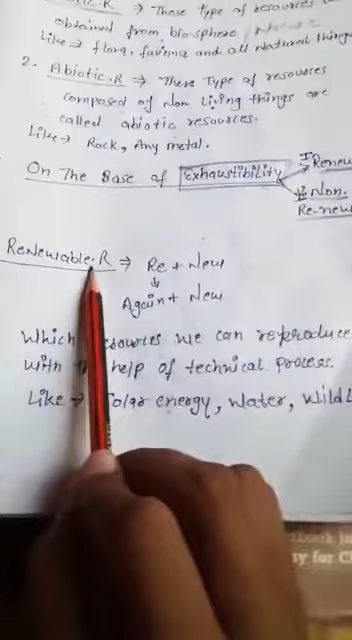 R ⇒ These type of resources
obtained from biosphere
Like → flora, fauna and all Natural things
2. Abiotic.R ⇒ These Type of resources
composed of Non Living things are
called abiotic resources.
Like → Rock, Any metal.
On The Base of exhaustibility
I Renew
II Non.
Re-new
Renewable.R ⇒ Re + New
↓
Again + New
Which we can reproduce
with help of technical process.
Like → Solar energy, Water, Wild
for C